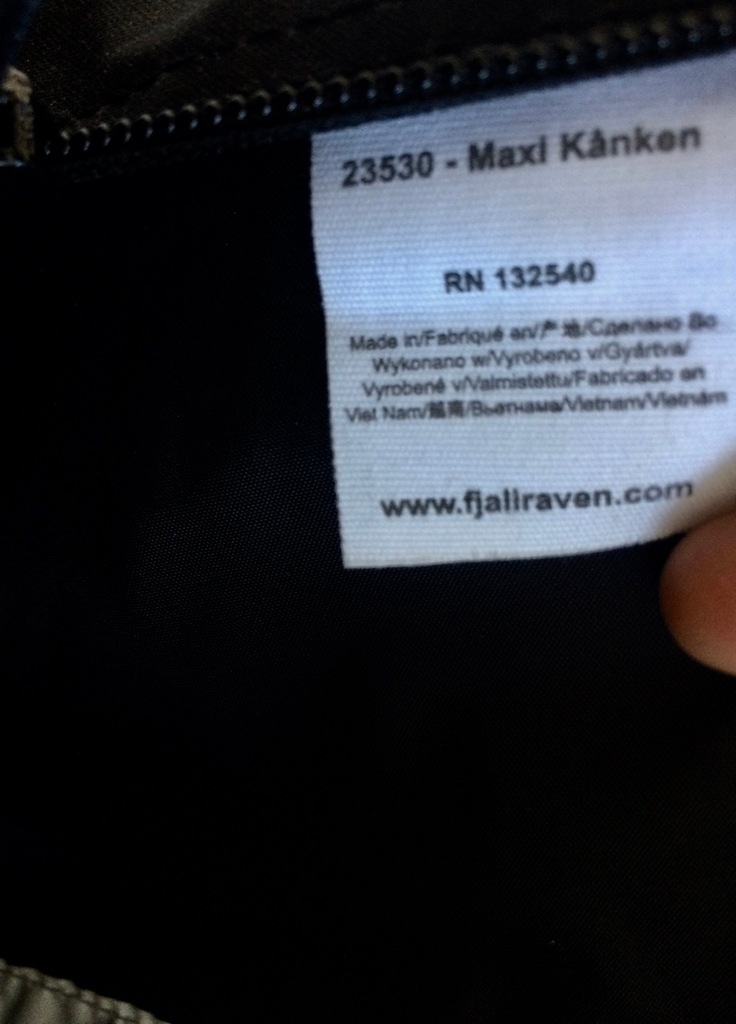 23530 - Maxi Kånken
RN 132540
Made in/Fabriqué en/产地/Сделано Во
Wykonano w/Vyrobeno v/Gyártva/
Vyrobené v/Valmistettu/Fabricado en
Viet Nam/越南/Вьетнама/Vietnam/Vietnám
www.fjallraven.com